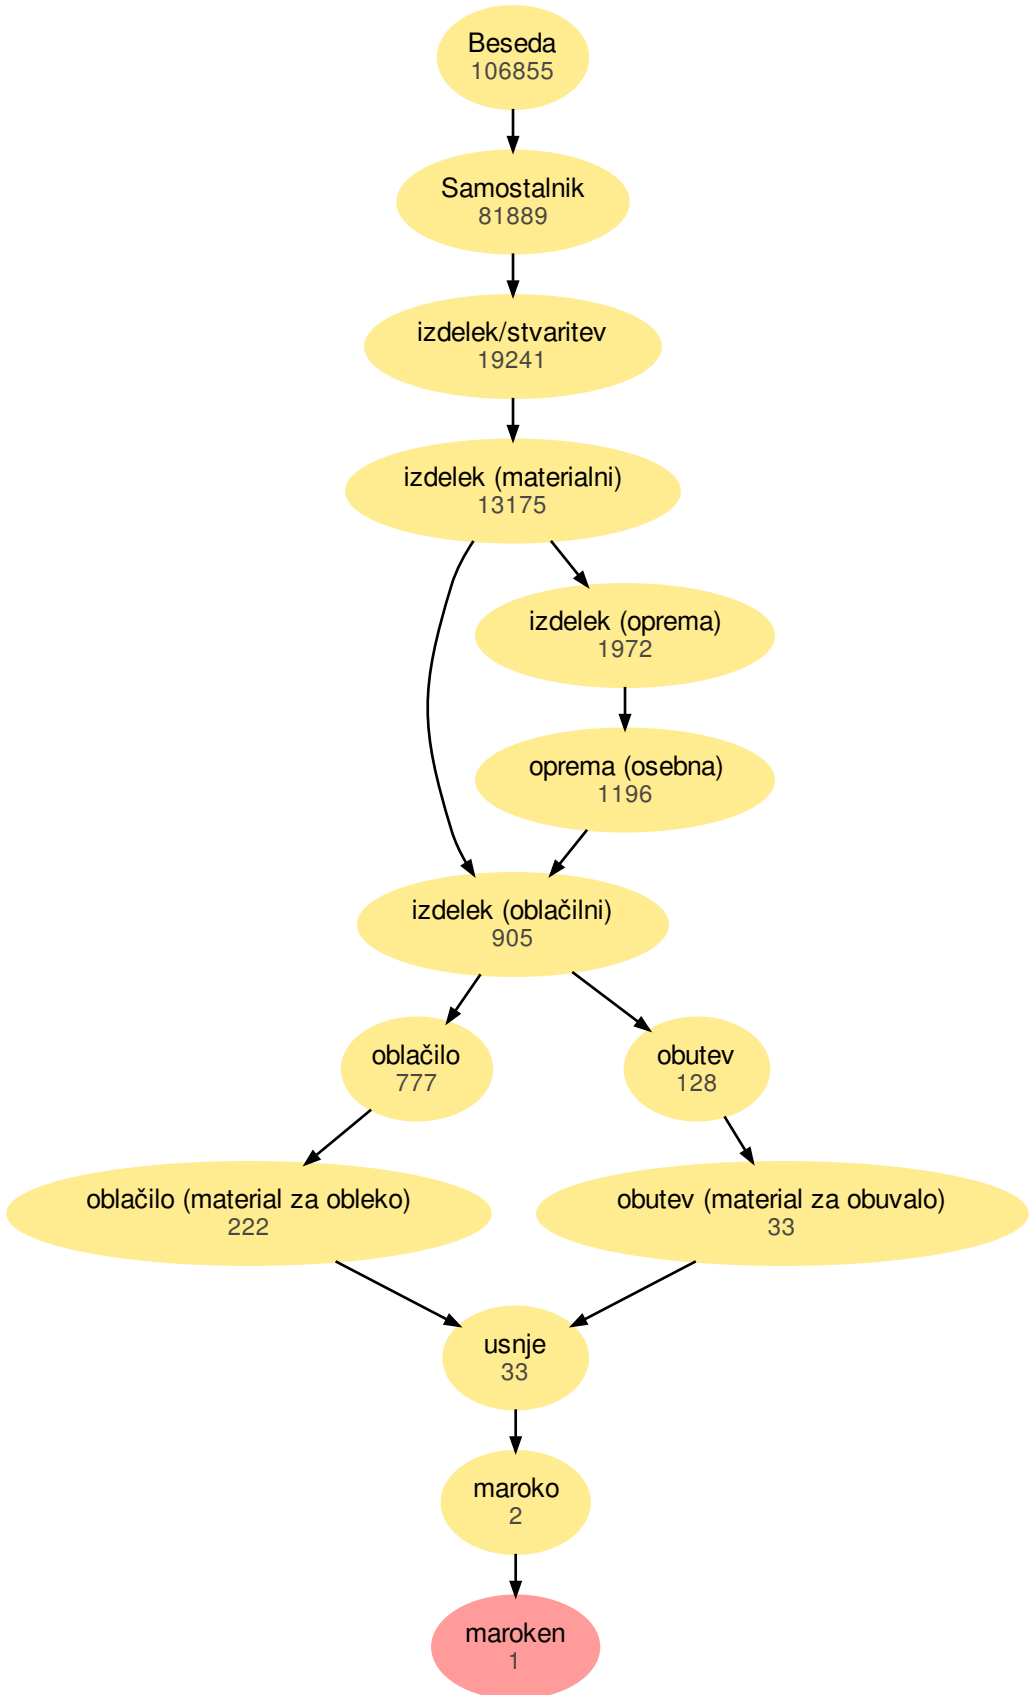 Beseda
106855
Samostalnik
81889
izdelek/stvaritev
19241
izdelek (materialni)
13175
izdelek (oprema)
1972
oprema (osebna)
1196
izdelek (oblačilni)
905
oblačilo
777
obutev
128
oblačilo (material za obleko)
222
obutev (material za obuvalo)
33
usnje
33
maroko
2
maroken
1